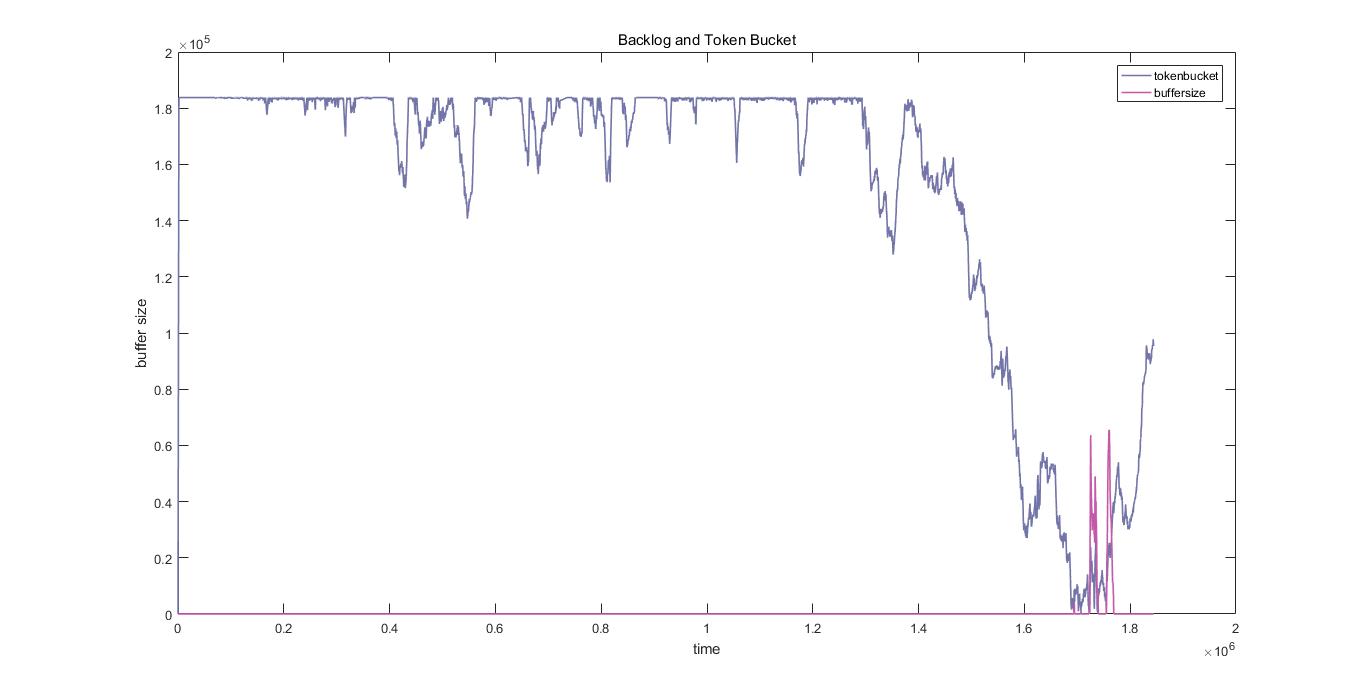 Backlog and Token Bucket
×10^5
tokenbucket
buffersize
buffer size
2
1.8
1.6
1.4
1.2
1
0.8
0.6
0.4
0.2
0
0 0.2 0.4 0.6 0.8 1 1.2 1.4 1.6 1.8 2
time
×10^6